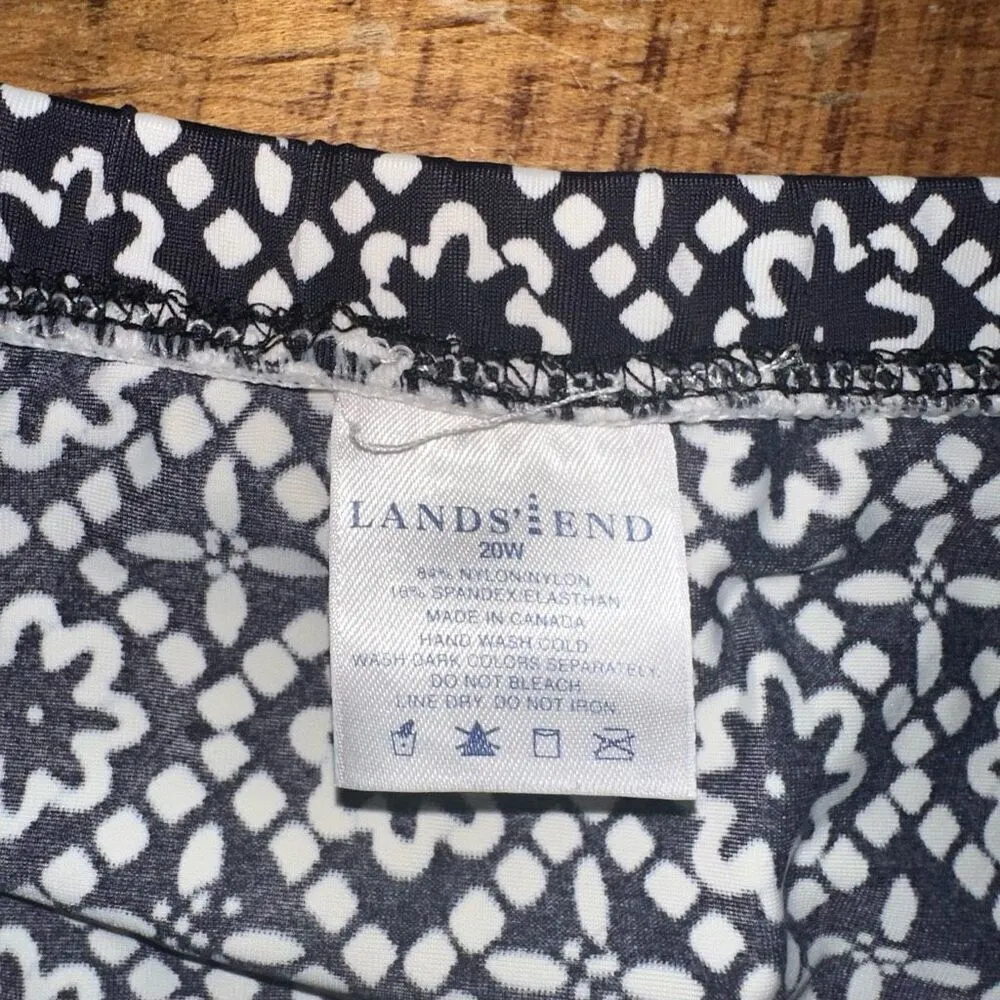 LANDS' END
20W
84% NYLON/NYLON
16% SPANDEX/ELASTHAN
MADE IN CANADA
HAND WASH COLD
WASH DARK COLORS SEPARATELY.
DO NOT BLEACH
LINE DRY, DO NOT IRON